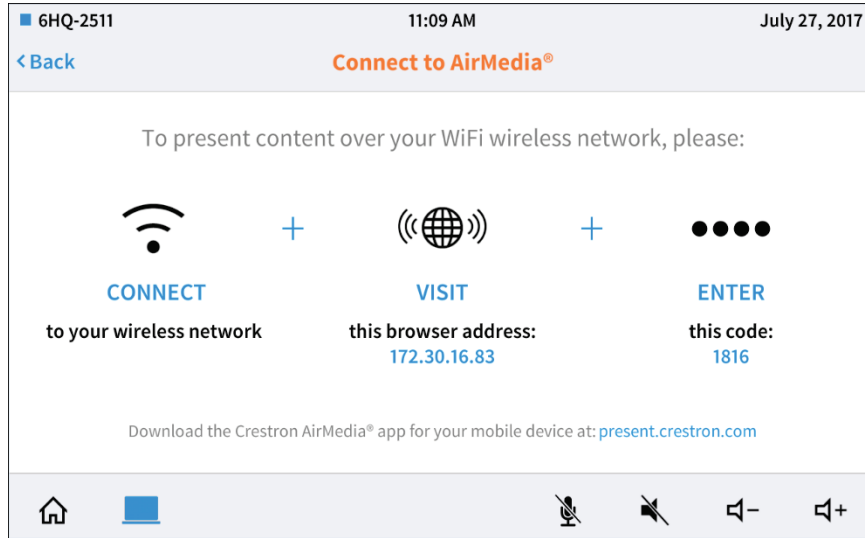 6HQ-2511
11:09 AM
July 27, 2017
Back
Connect to AirMedia®
To present content over your WiFi wireless network, please:
CONNECT
VISIT
ENTER
to your wireless network
this browser address:
this code:
172.30.16.83
1816
Download the Crestron AirMedia® app for your mobile device at: present.crestron.com